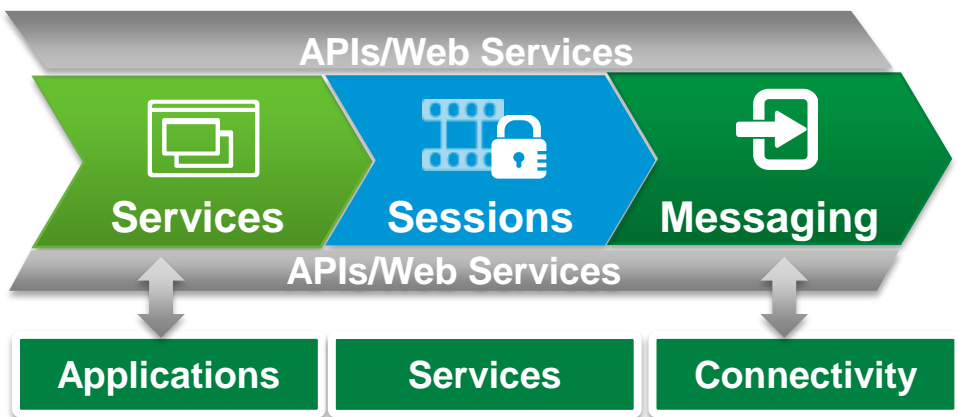 APIs/Web Services
Services Sessions Messaging
APIs/Web Services
Applications Services Connectivity